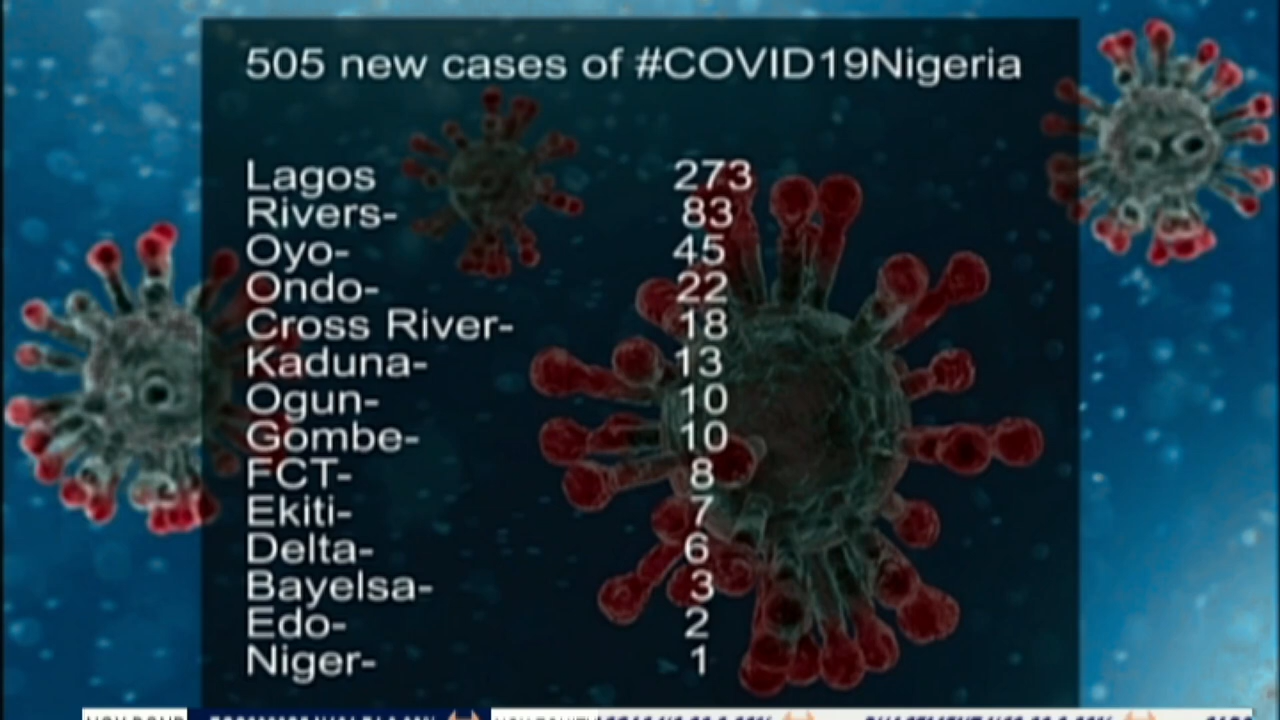 505 new cases of #COVID19Nigeria
Lagos 273
Rivers- 83
Oyo- 45
Ondo- 22
Cross River- 18
Kaduna- 13
Ogun- 10
Gombe- 10
FCT- 8
Ekiti- 7
Delta- 6
Bayelsa- 3
Edo- 2
Niger- 1